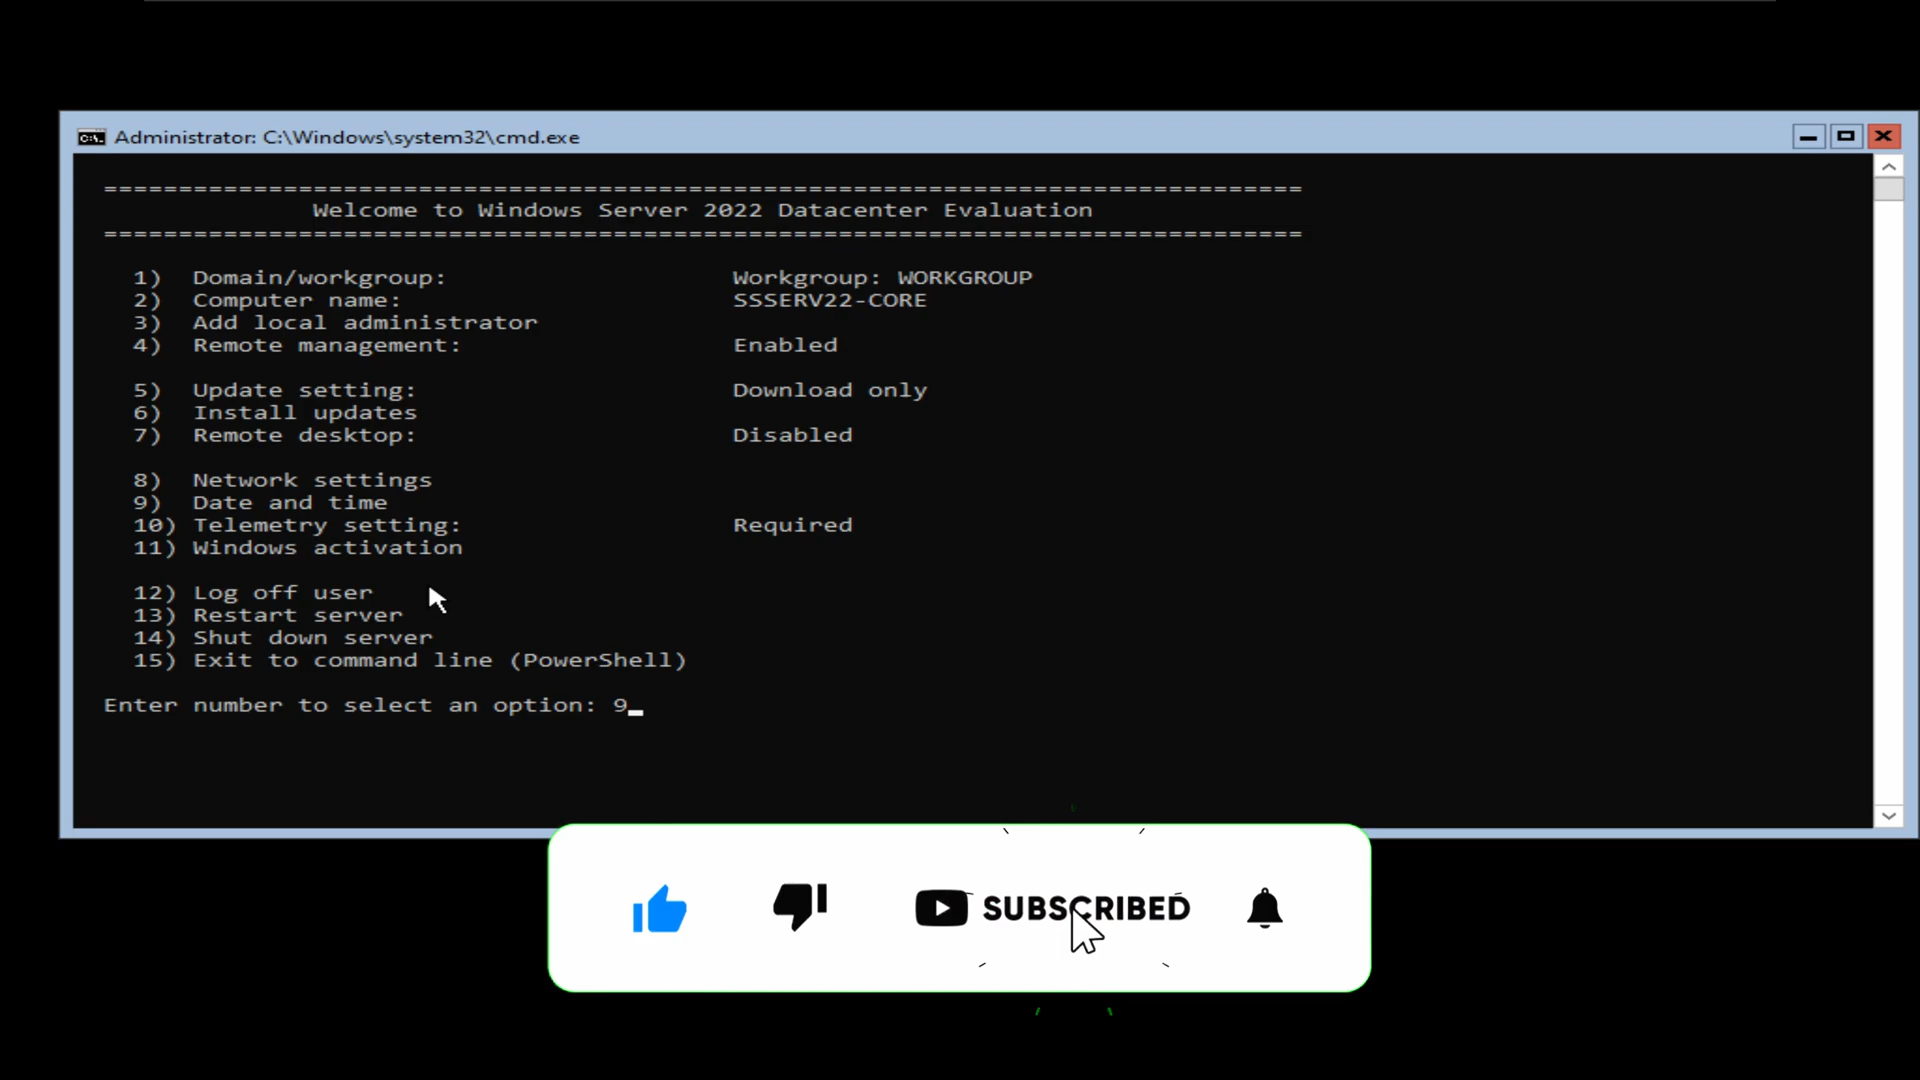 Administrator: C:\Windows\system32\cmd.exe
================================================================================
Welcome to Windows Server 2022 Datacenter Evaluation
================================================================================
1) Domain/workgroup: Workgroup: WORKGROUP
2) Computer name: SSSERV22-CORE
3) Add local administrator
4) Remote management: Enabled
5) Update setting: Download only
6) Install updates
7) Remote desktop: Disabled
8) Network settings
9) Date and time
10) Telemetry setting: Required
11) Windows activation
12) Log off user
13) Restart server
14) Shut down server
15) Exit to command line (PowerShell)
Enter number to select an option: 9_
SUBSCRIBED